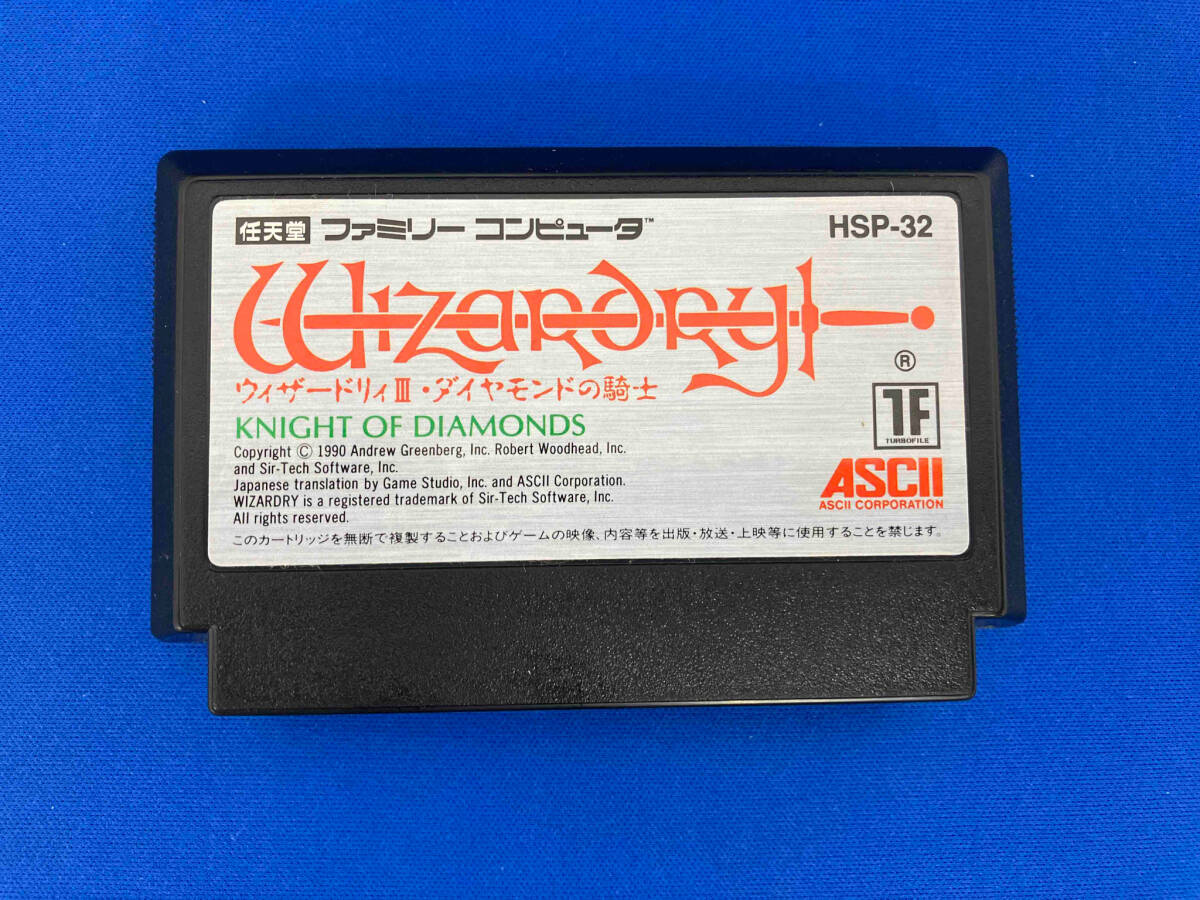 任天堂 ファミリー コンピュータ™ HSP-32
Wizardry
®
ウィザードリィⅢ・ダイヤモンドの騎士
KNIGHT OF DIAMONDS
TF
TURBOFILE
Copyright Ⓒ 1990 Andrew Greenberg, Inc. Robert Woodhead, Inc.
and Sir-Tech Software, Inc.
Japanese translation by Game Studio, Inc. and ASCII Corporation.
WIZARDRY is a registered trademark of Sir-Tech Software, Inc.
All rights reserved.
ASCII
ASCII CORPORATION
このカートリッジを無断で複製することおよびゲームの映像、内容等を出版・放送・上映等に使用することを禁じます。